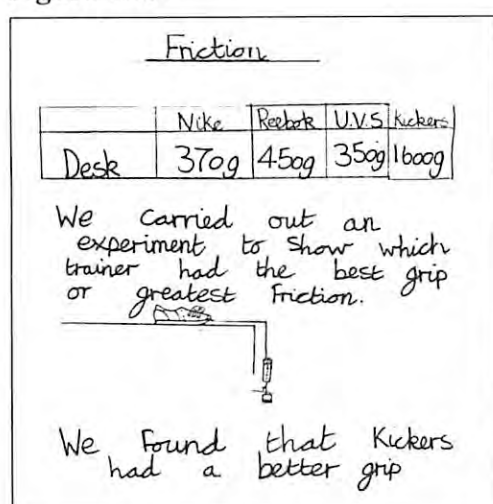 Friction
Nike Reebok U.V.S Kickers
Desk 370g 450g 350g 1600g
We carried out an
experiment to show which
trainer had the best grip
or greatest friction.
We found that Kickers
had a better grip